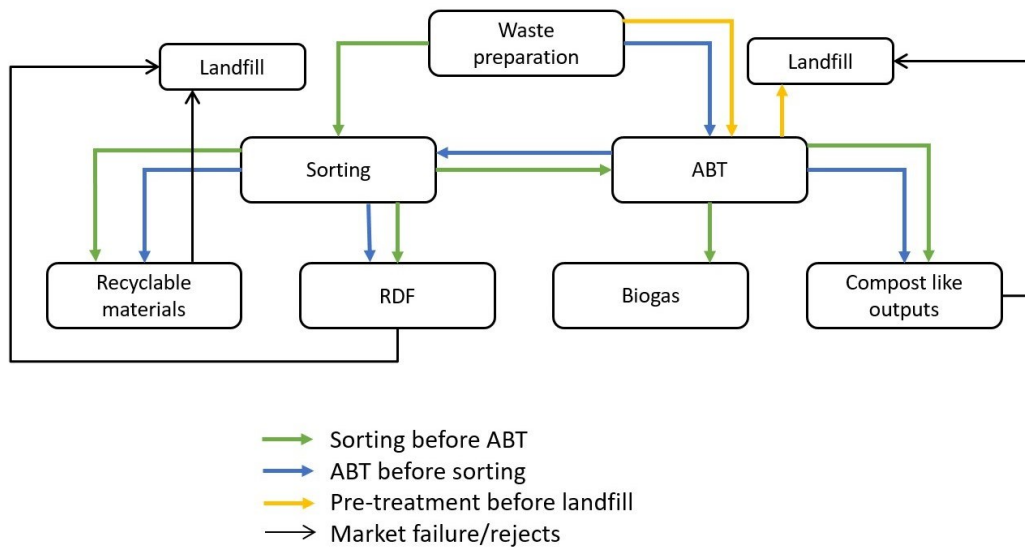 Waste
preparation
Landfill
Landfill
Sorting
ABT
Recyclable
materials
RDF
Biogas
Compost like
outputs
Sorting before ABT
ABT before sorting
Pre-treatment before landfill
Market failure/rejects